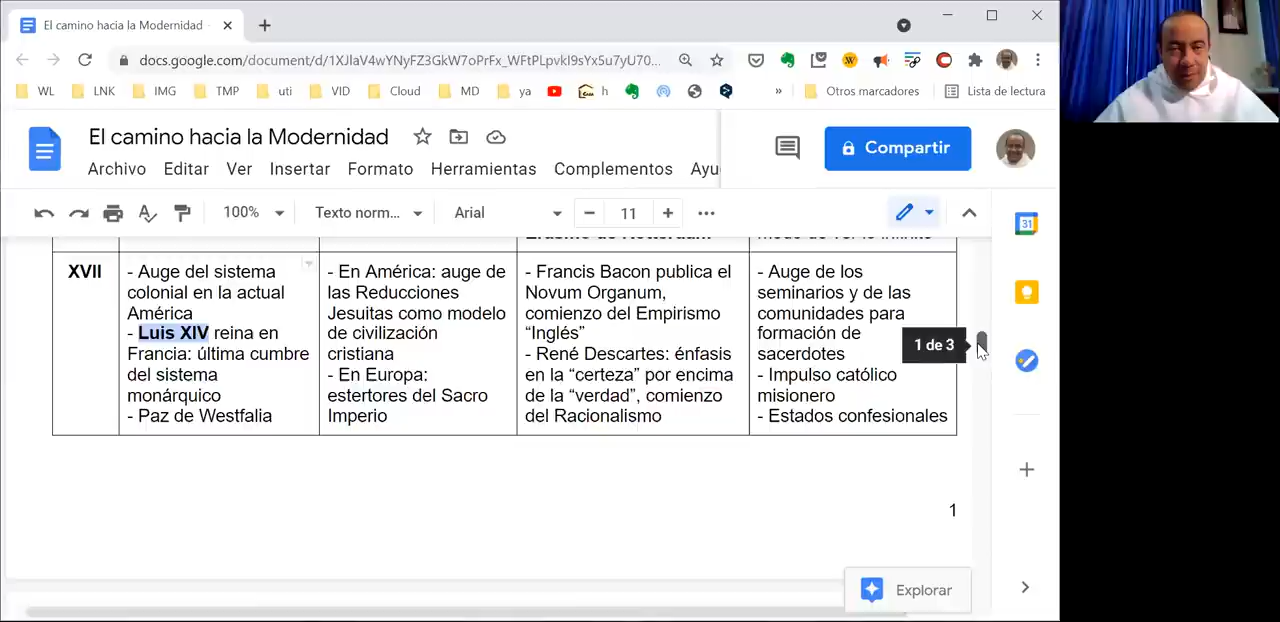 El camino hacia la Modernidad
docs.google.com/document/d/1XJlaV4wYNyFZ3GkW7oPrFx_WFtPLpvkl9sYx5u7yU70...
WL LNK IMG TMP uti VID Cloud MD ya h » Otros marcadores Lista de lectura
El camino hacia la Modernidad
Compartir
Archivo Editar Ver Insertar Formato Herramientas Complementos Ayu
100% Texto norm... Arial 11
31
XVII
- Auge del sistema
colonial en la actual
América
- Luis XIV reina en
Francia: última cumbre
del sistema
monárquico
- Paz de Westfalia
- En América: auge de
las Reducciones
Jesuitas como modelo
de civilización
cristiana
- En Europa:
estertores del Sacro
Imperio
- Francis Bacon publica el
Novum Organum,
comienzo del Empirismo
“Inglés”
- René Descartes: énfasis
en la “certeza” por encima
de la “verdad”, comienzo
del Racionalismo
- Auge de los
seminarios y de las
comunidades para
formación de
sacerdotes
- Impulso católico
misionero
- Estados confesionales
1 de 3
1
Explorar